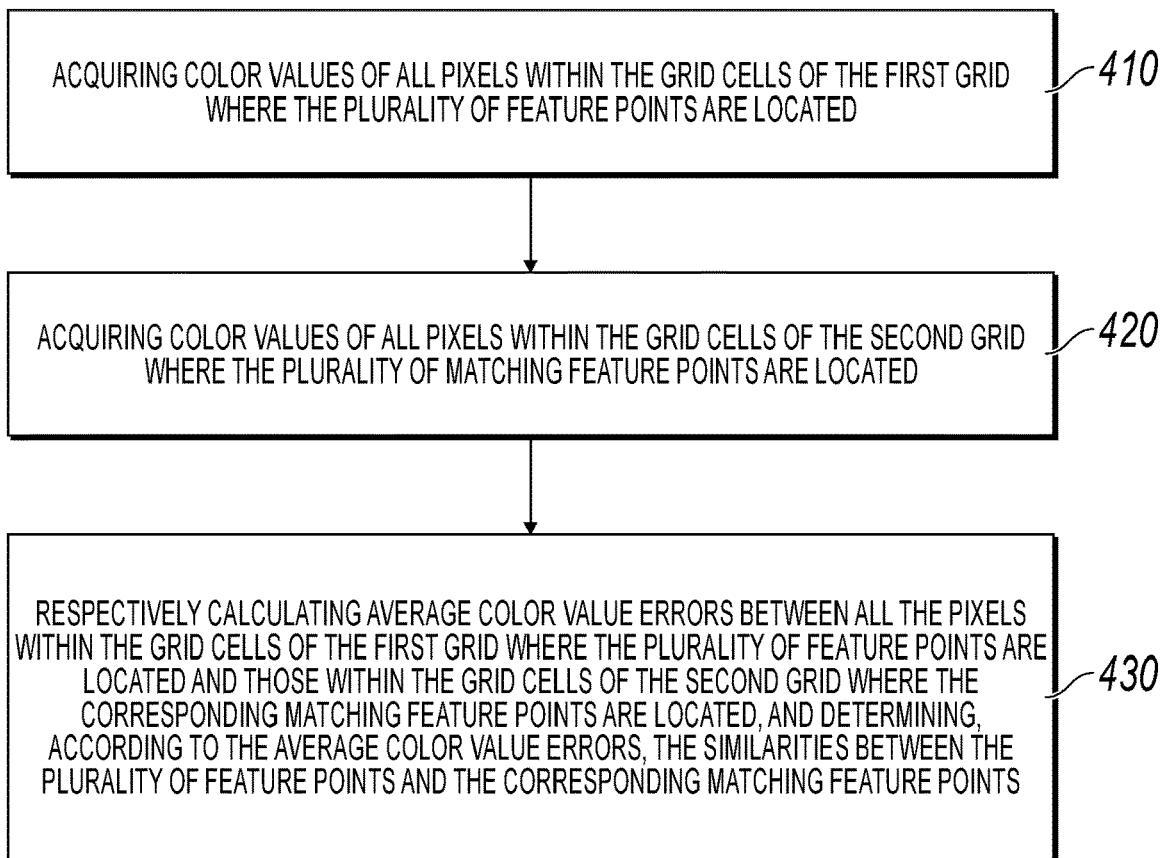 ACQUIRING COLOR VALUES OF ALL PIXELS WITHIN THE GRID CELLS OF THE FIRST GRID
WHERE THE PLURALITY OF FEATURE POINTS ARE LOCATED
410
ACQUIRING COLOR VALUES OF ALL PIXELS WITHIN THE GRID CELLS OF THE SECOND GRID
WHERE THE PLURALITY OF MATCHING FEATURE POINTS ARE LOCATED
420
RESPECTIVELY CALCULATING AVERAGE COLOR VALUE ERRORS BETWEEN ALL THE PIXELS
WITHIN THE GRID CELLS OF THE FIRST GRID WHERE THE PLURALITY OF FEATURE POINTS ARE
LOCATED AND THOSE WITHIN THE GRID CELLS OF THE SECOND GRID WHERE THE
CORRESPONDING MATCHING FEATURE POINTS ARE LOCATED, AND DETERMINING,
ACCORDING TO THE AVERAGE COLOR VALUE ERRORS, THE SIMILARITIES BETWEEN THE
PLURALITY OF FEATURE POINTS AND THE CORRESPONDING MATCHING FEATURE POINTS
430